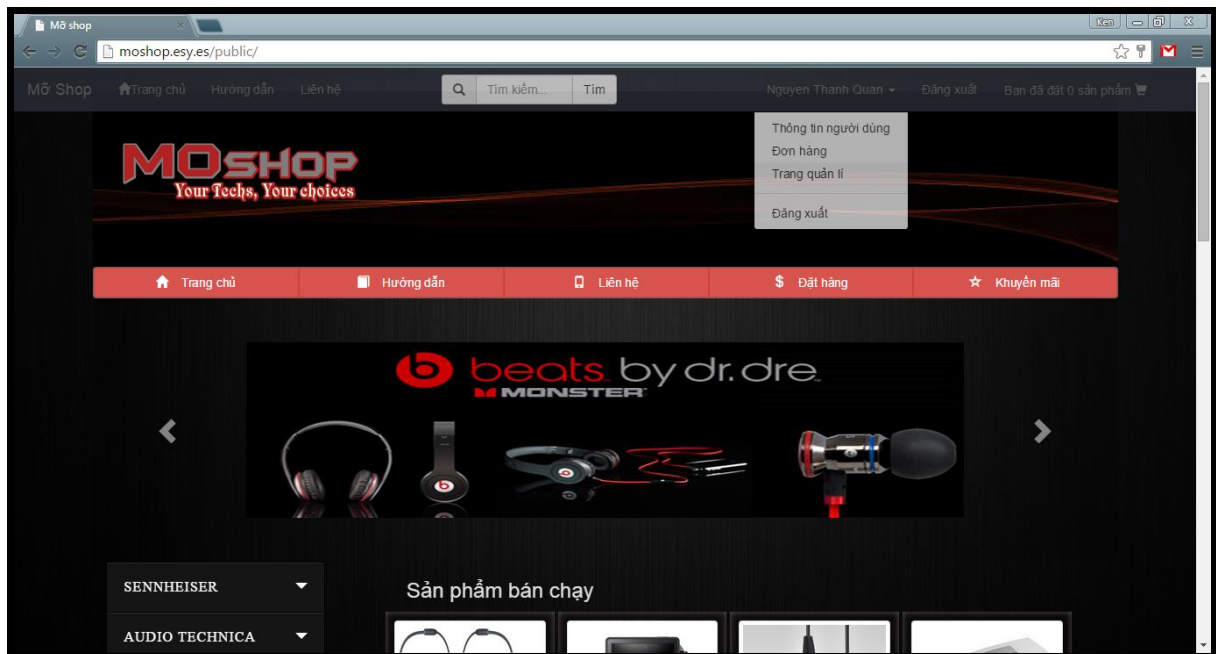 Mỡ shop
Ken
moshop.esy.es/public/
Mỡ Shop Trang chủ Hướng dẫn Liên hệ Tìm kiếm... Tìm Nguyen Thanh Quan Đăng xuất Bạn đã đặt 0 sản phẩm
Thông tin người dùng
Đơn hàng
Trang quản lí
Đăng xuất
MOSHOP
Your Techs, Your choices
Trang chủ Hướng dẫn Liên hệ $ Đặt hàng Khuyến mãi
b beats by dr. dre
MONSTER
b
SENNHEISER
Sản phẩm bán chạy
AUDIO TECHNICA